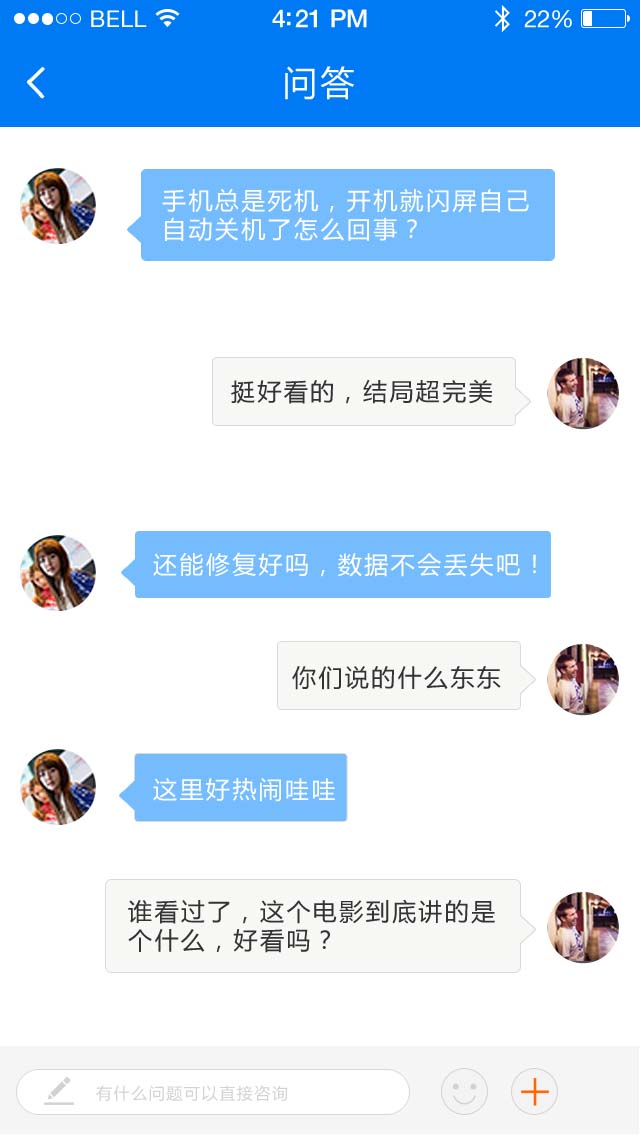 BELL 4:21 PM 22%
问答
手机总是死机，开机就闪屏自己
自动关机了怎么回事？
挺好看的，结局超完美
还能修复好吗，数据不会丢失吧！
你们说的什么东东
这里好热闹哇哇
谁看过了，这个电影到底讲的是
个什么，好看吗？
有什么问题可以直接咨询